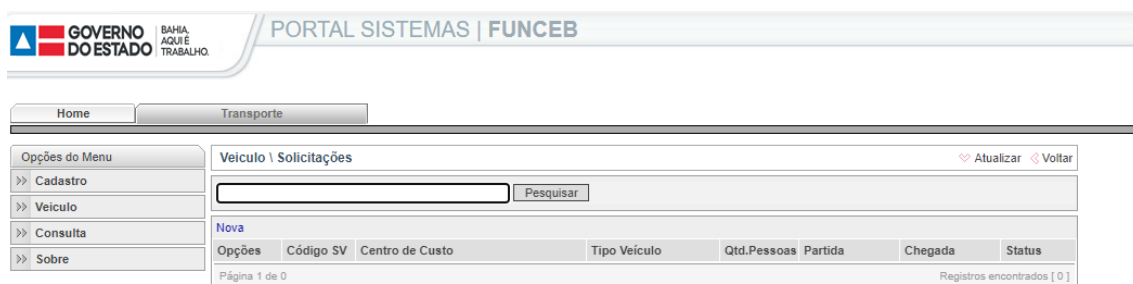 GOVERNO
DO ESTADO
BAHIA.
AQUI É
TRABALHO.
PORTAL SISTEMAS | FUNCEB
Home Transporte
Opções do Menu
Cadastro
Veiculo
Consulta
Sobre
Veiculo \ Solicitações Atualizar Voltar
Pesquisar
Nova
Opções Código SV Centro de Custo Tipo Veículo Qtd.Pessoas Partida Chegada Status
Página 1 de 0 Registros encontrados [ 0 ]